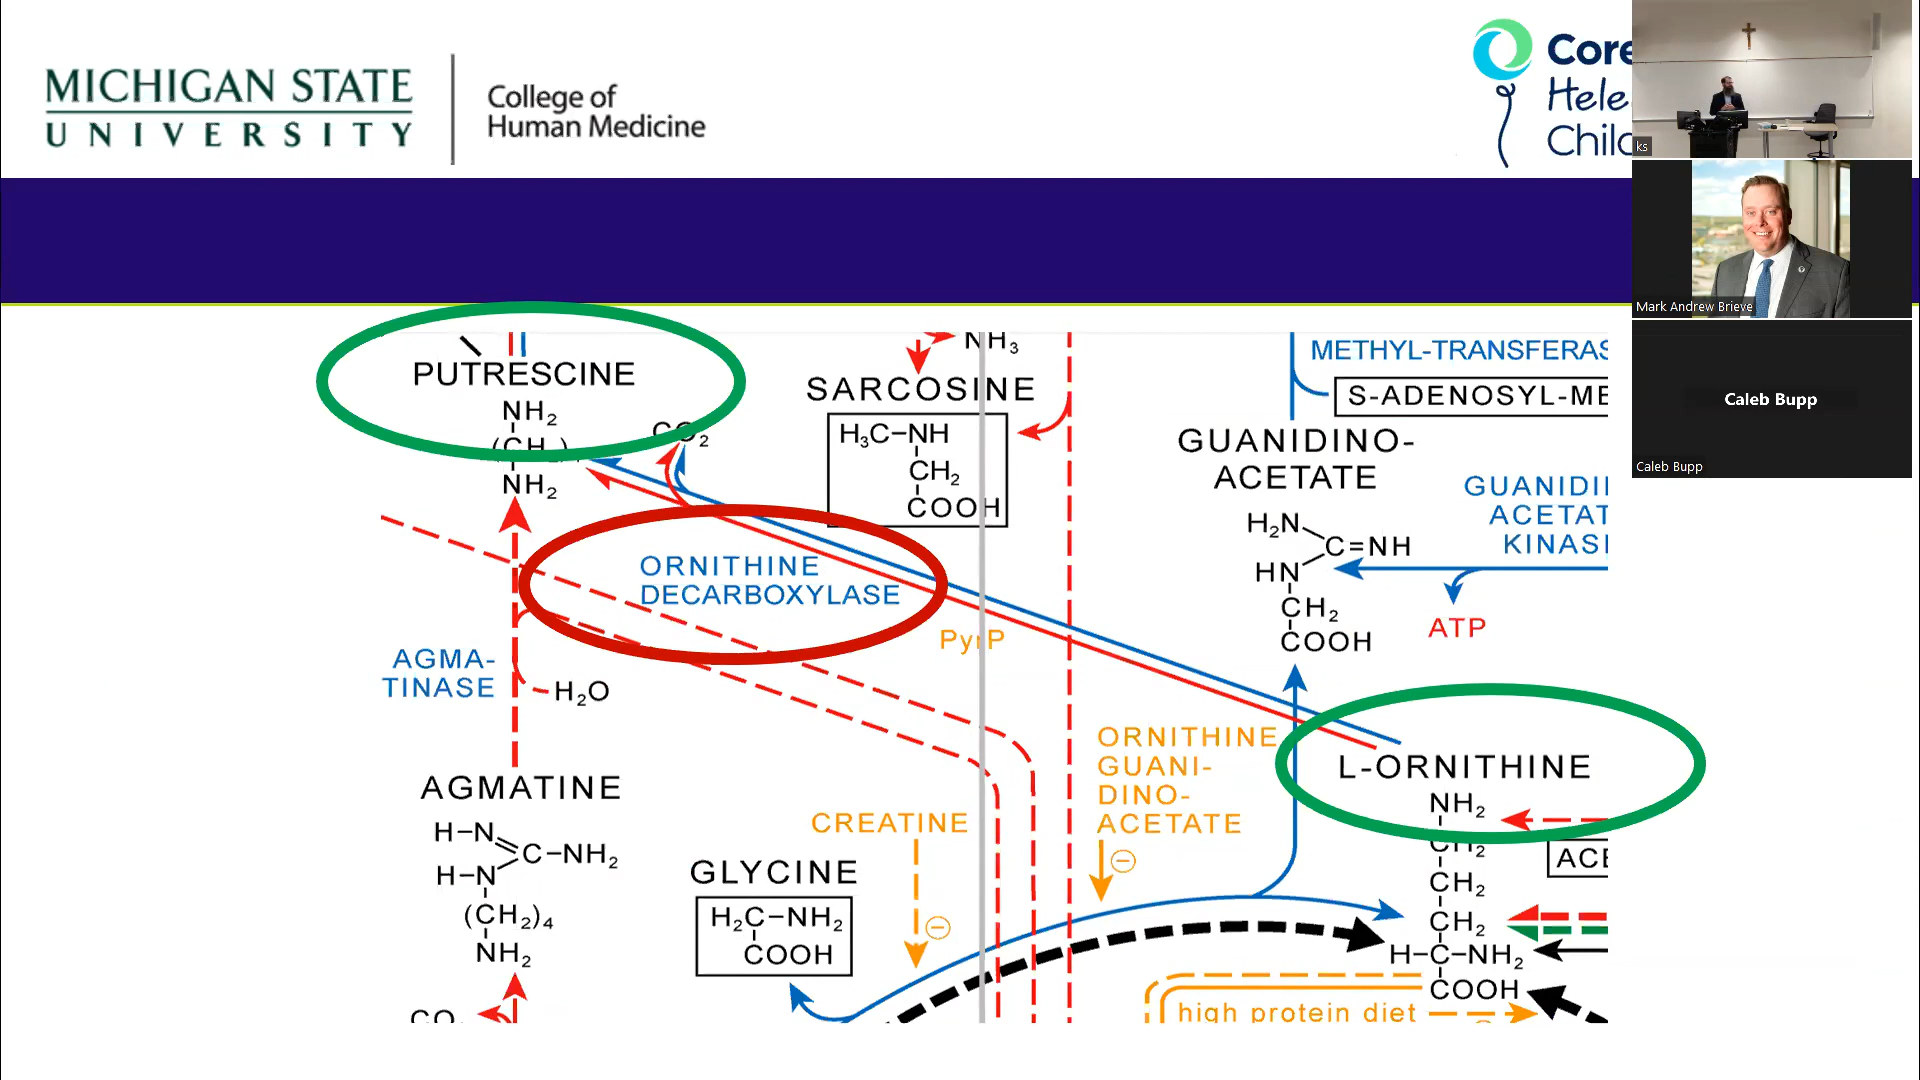 MICHIGAN STATE
UNIVERSITY
College of
Human Medicine
Core
Hele
Chilc
ks
Mark Andrew Brieve
Caleb Bupp
Caleb Bupp
PUTRESCINE
NH2
NH2
CO2
NH3
SARCOSINE
H3C–NH
CH2
COOH
METHYL-TRANSFERAS
S-ADENOSYL-ME
GUANIDINO-
ACETATE
H2N
C=NH
HN
CH2
COOH
GUANIDI
ACETAT
KINAS
ATP
ORNITHINE
DECARBOXYLASE
PyrP
AGMA-
TINASE
H2O
AGMATINE
H–N
C–NH2
H–N
(CH2)4
NH2
CO
CREATINE
GLYCINE
H2C–NH2
COOH
ORNITHINE
GUANI-
DINO-
ACETATE
L-ORNITHINE
NH2
CH2
CH2
CH2
H–C–NH2
COOH
ACE
high protein diet